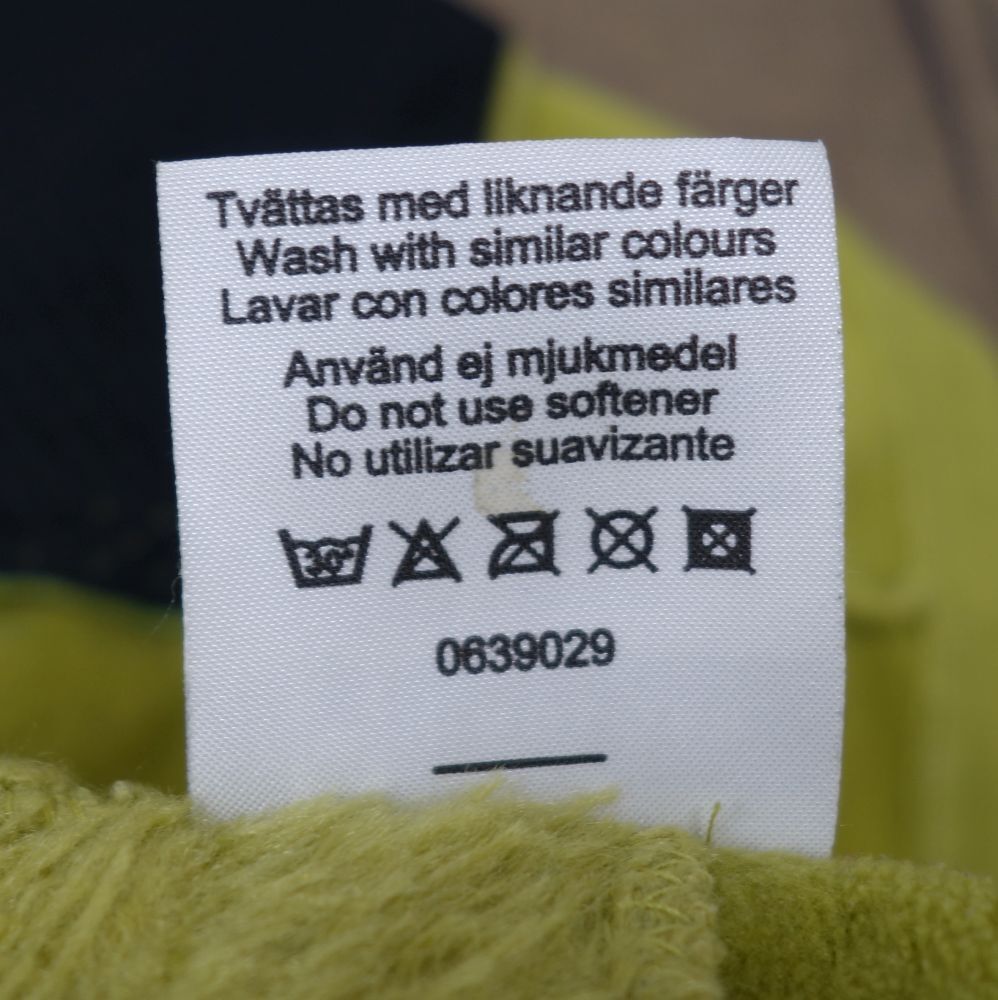 Tvättas med liknande färger
Wash with similar colours
Lavar con colores similares
Använd ej mjukmedel
Do not use softener
No utilizar suavizante
30°
0639029